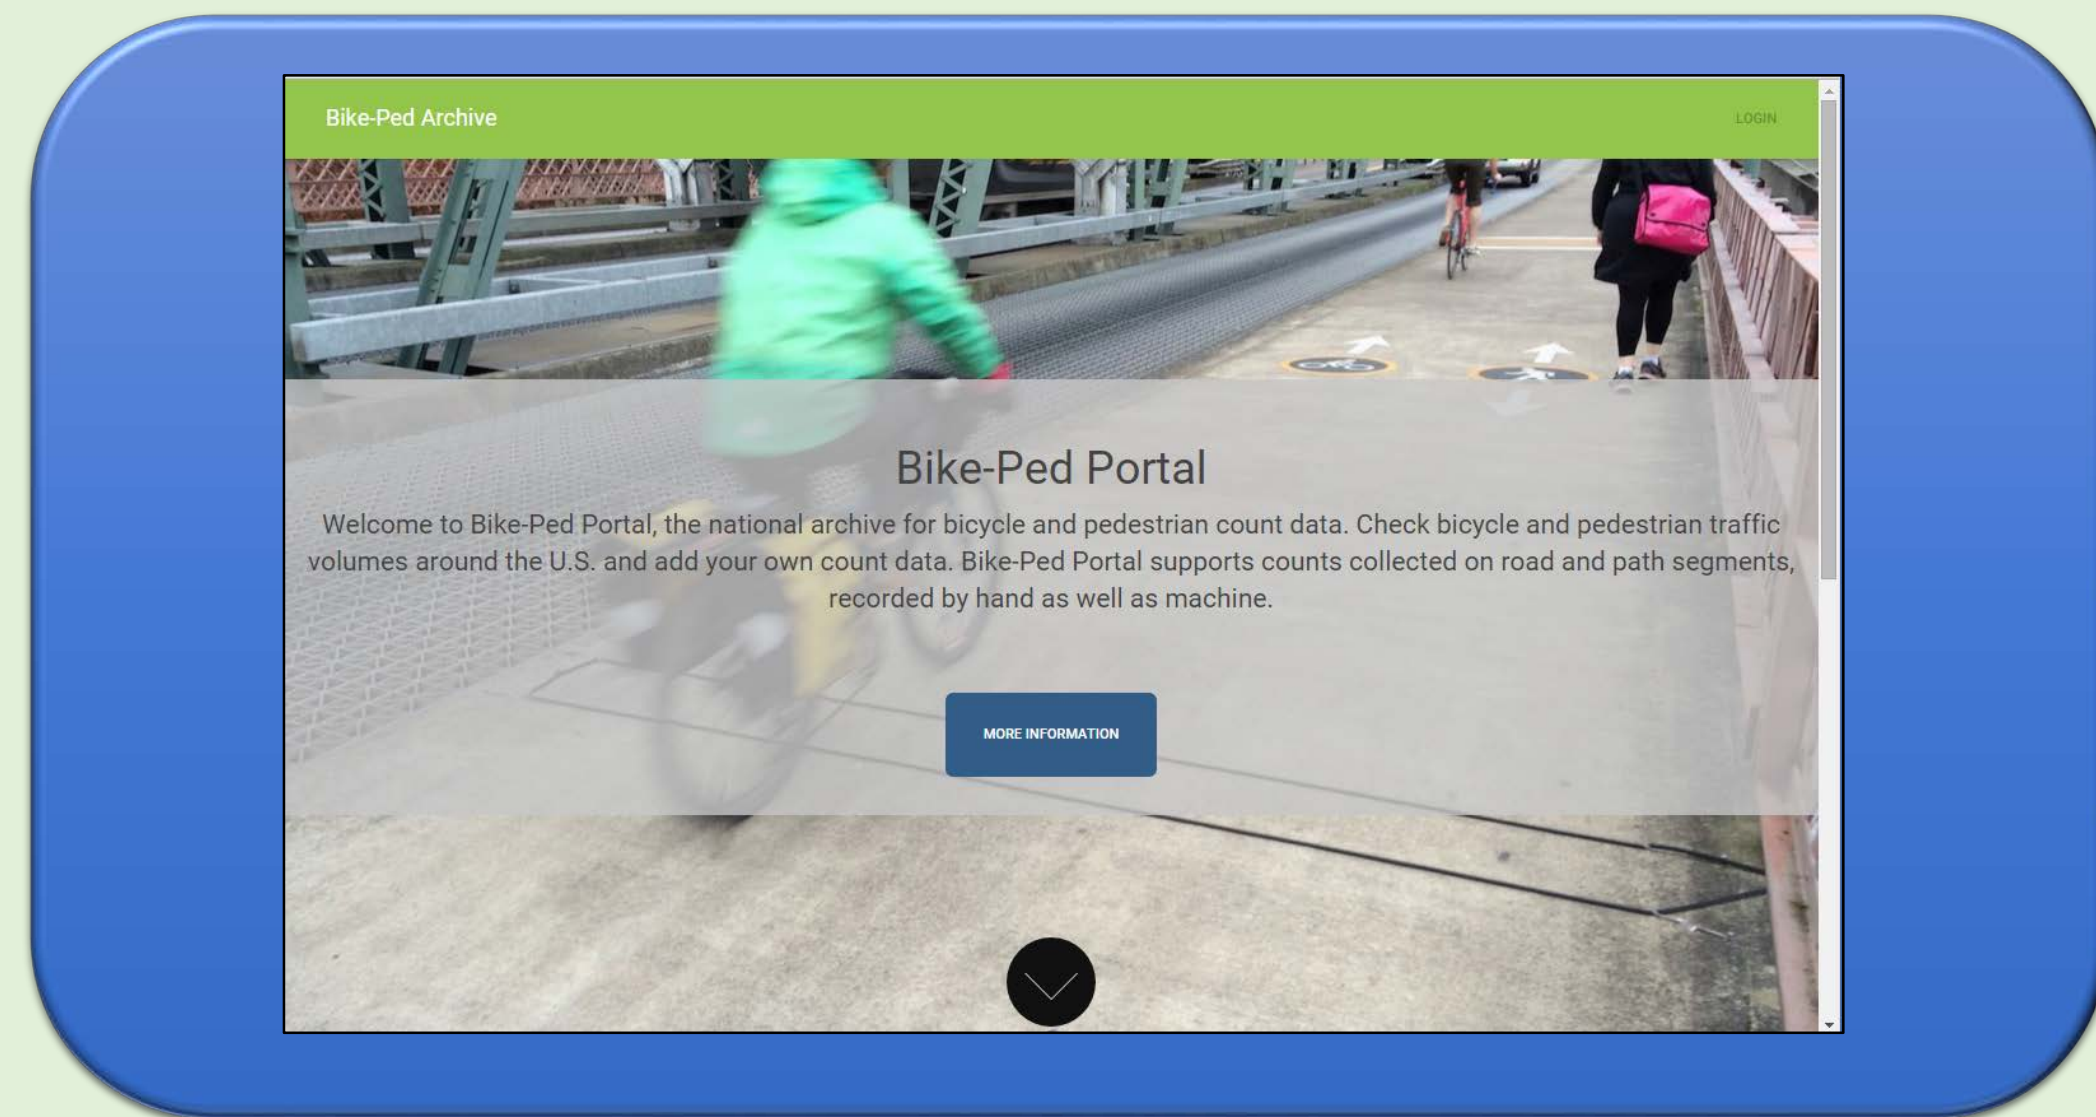 Bike-Ped Archive
LOGIN
Bike-Ped Portal
Welcome to Bike-Ped Portal, the national archive for bicycle and pedestrian count data. Check bicycle and pedestrian traffic
volumes around the U.S. and add your own count data. Bike-Ped Portal supports counts collected on road and path segments,
recorded by hand as well as machine.
MORE INFORMATION